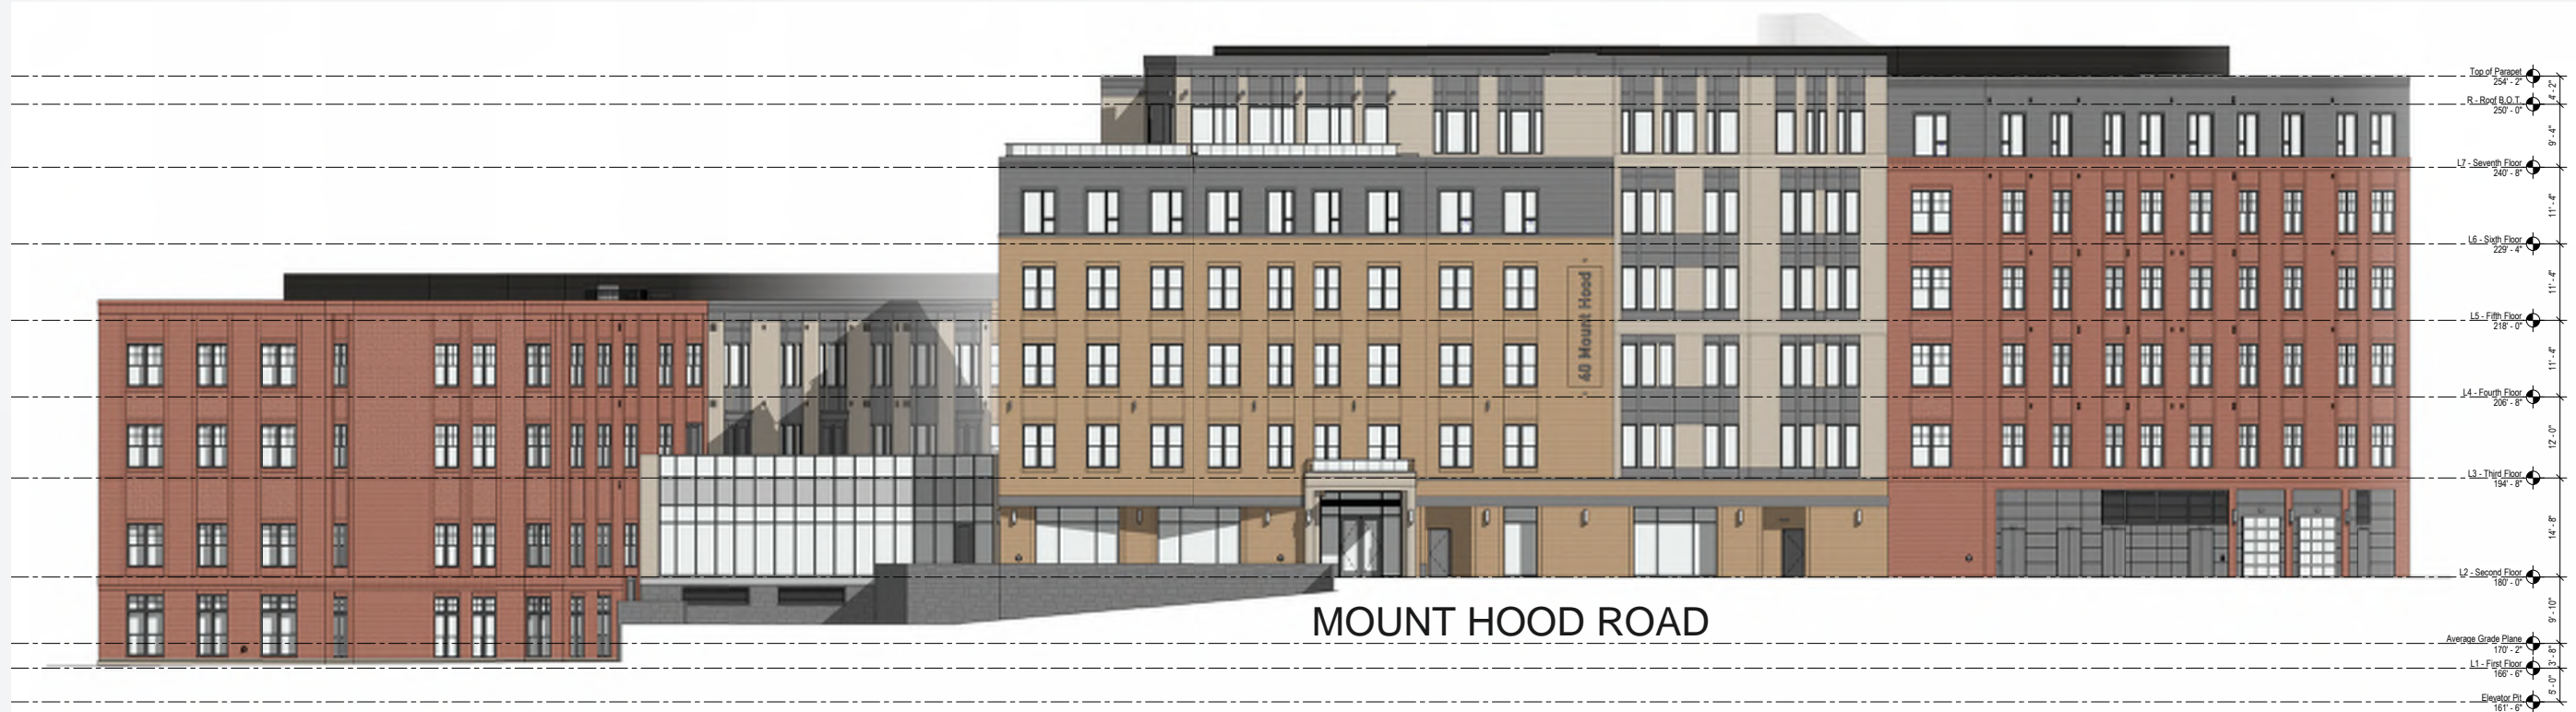 Top of Parapet
254' - 2"
4' - 2"
R - Roof B.O.T.
250' - 0"
9' - 4"
L7 - Seventh Floor
240' - 8"
11' - 4"
L6 - Sixth Floor
229' - 4"
11' - 4"
40 Mount Hood
L5 - Fifth Floor
218' - 0"
11' - 4"
L4 - Fourth Floor
206' - 8"
12' - 0"
L3 - Third Floor
194' - 8"
14' - 8"
L2 - Second Floor
180' - 0"
9' - 10"
MOUNT HOOD ROAD
Average Grade Plane
170' - 2"
3' - 8"
L1 - First Floor
166' - 6"
5' - 0"
Elevator Pit
161' - 6"